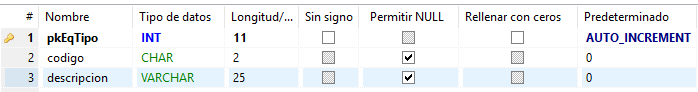 # Nombre Tipo de datos Longitud/... Sin signo Permitir NULL Rellenar con ceros Predeterminado
1 pkEqTipo INT 11 AUTO_INCREMENT
2 codigo CHAR 2 0
3 descripcion VARCHAR 25 0